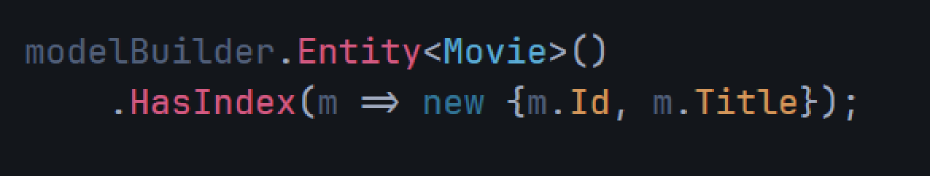 modelBuilder.Entity<Movie>()
.HasIndex(m => new {m.Id, m.Title});